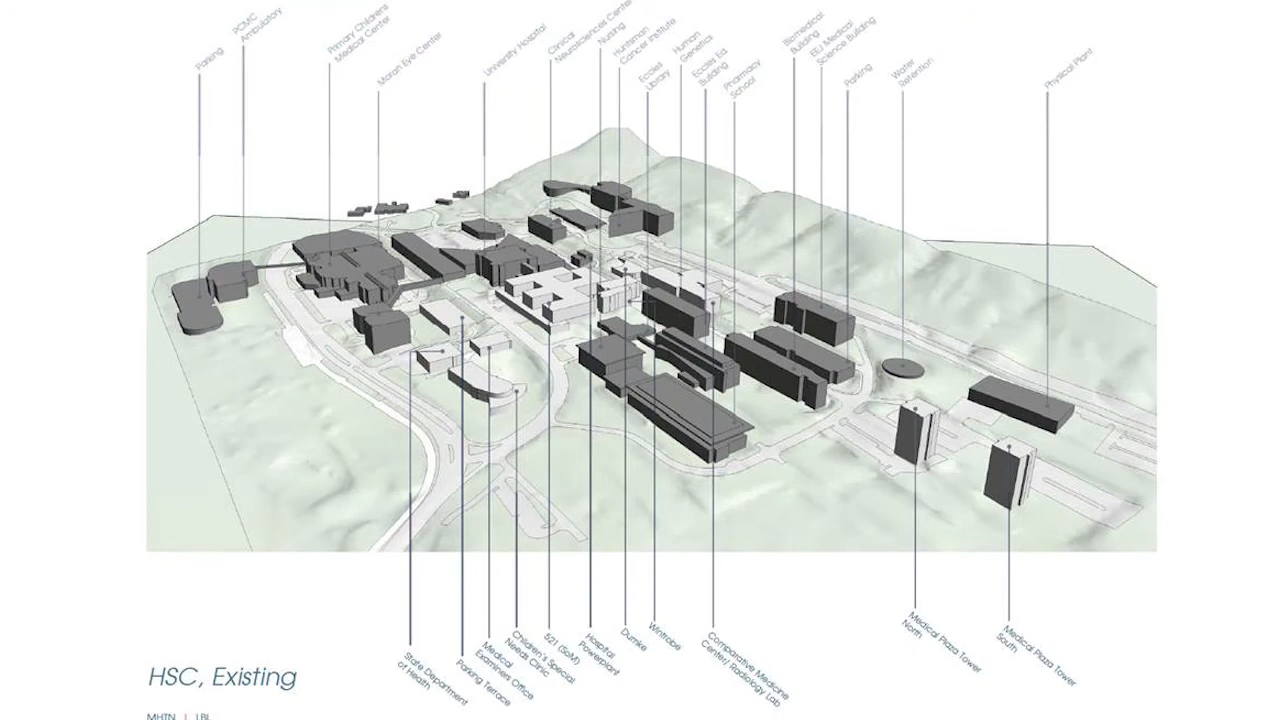 Parking
PCMC
Ambulatory
Primary Childrens
Medical Center
Moran Eye Center
University Hospital
Clinical
Neurosciences Center
Nursing
Huntsman
Cancer Institute
Eccles
Library
Human
Genetics
Eccles Ed.
Building
Pharmacy
School
Biomedical
Building
EEJ Medical
Science Building
Parking
Water
Retention
Physical Plant
State Department
of Health
Parking Terrace
Medical
Examiners Office
Children's Special
Needs Clinic
521 (SoM)
Hospital
Powerplant
Dumke
Wintrobe
Comparative Medicine
Center/ Radiology Lab
Medical Plaza Tower
North
Medical Plaza Tower
South
HSC, Existing
MHTN | LBL